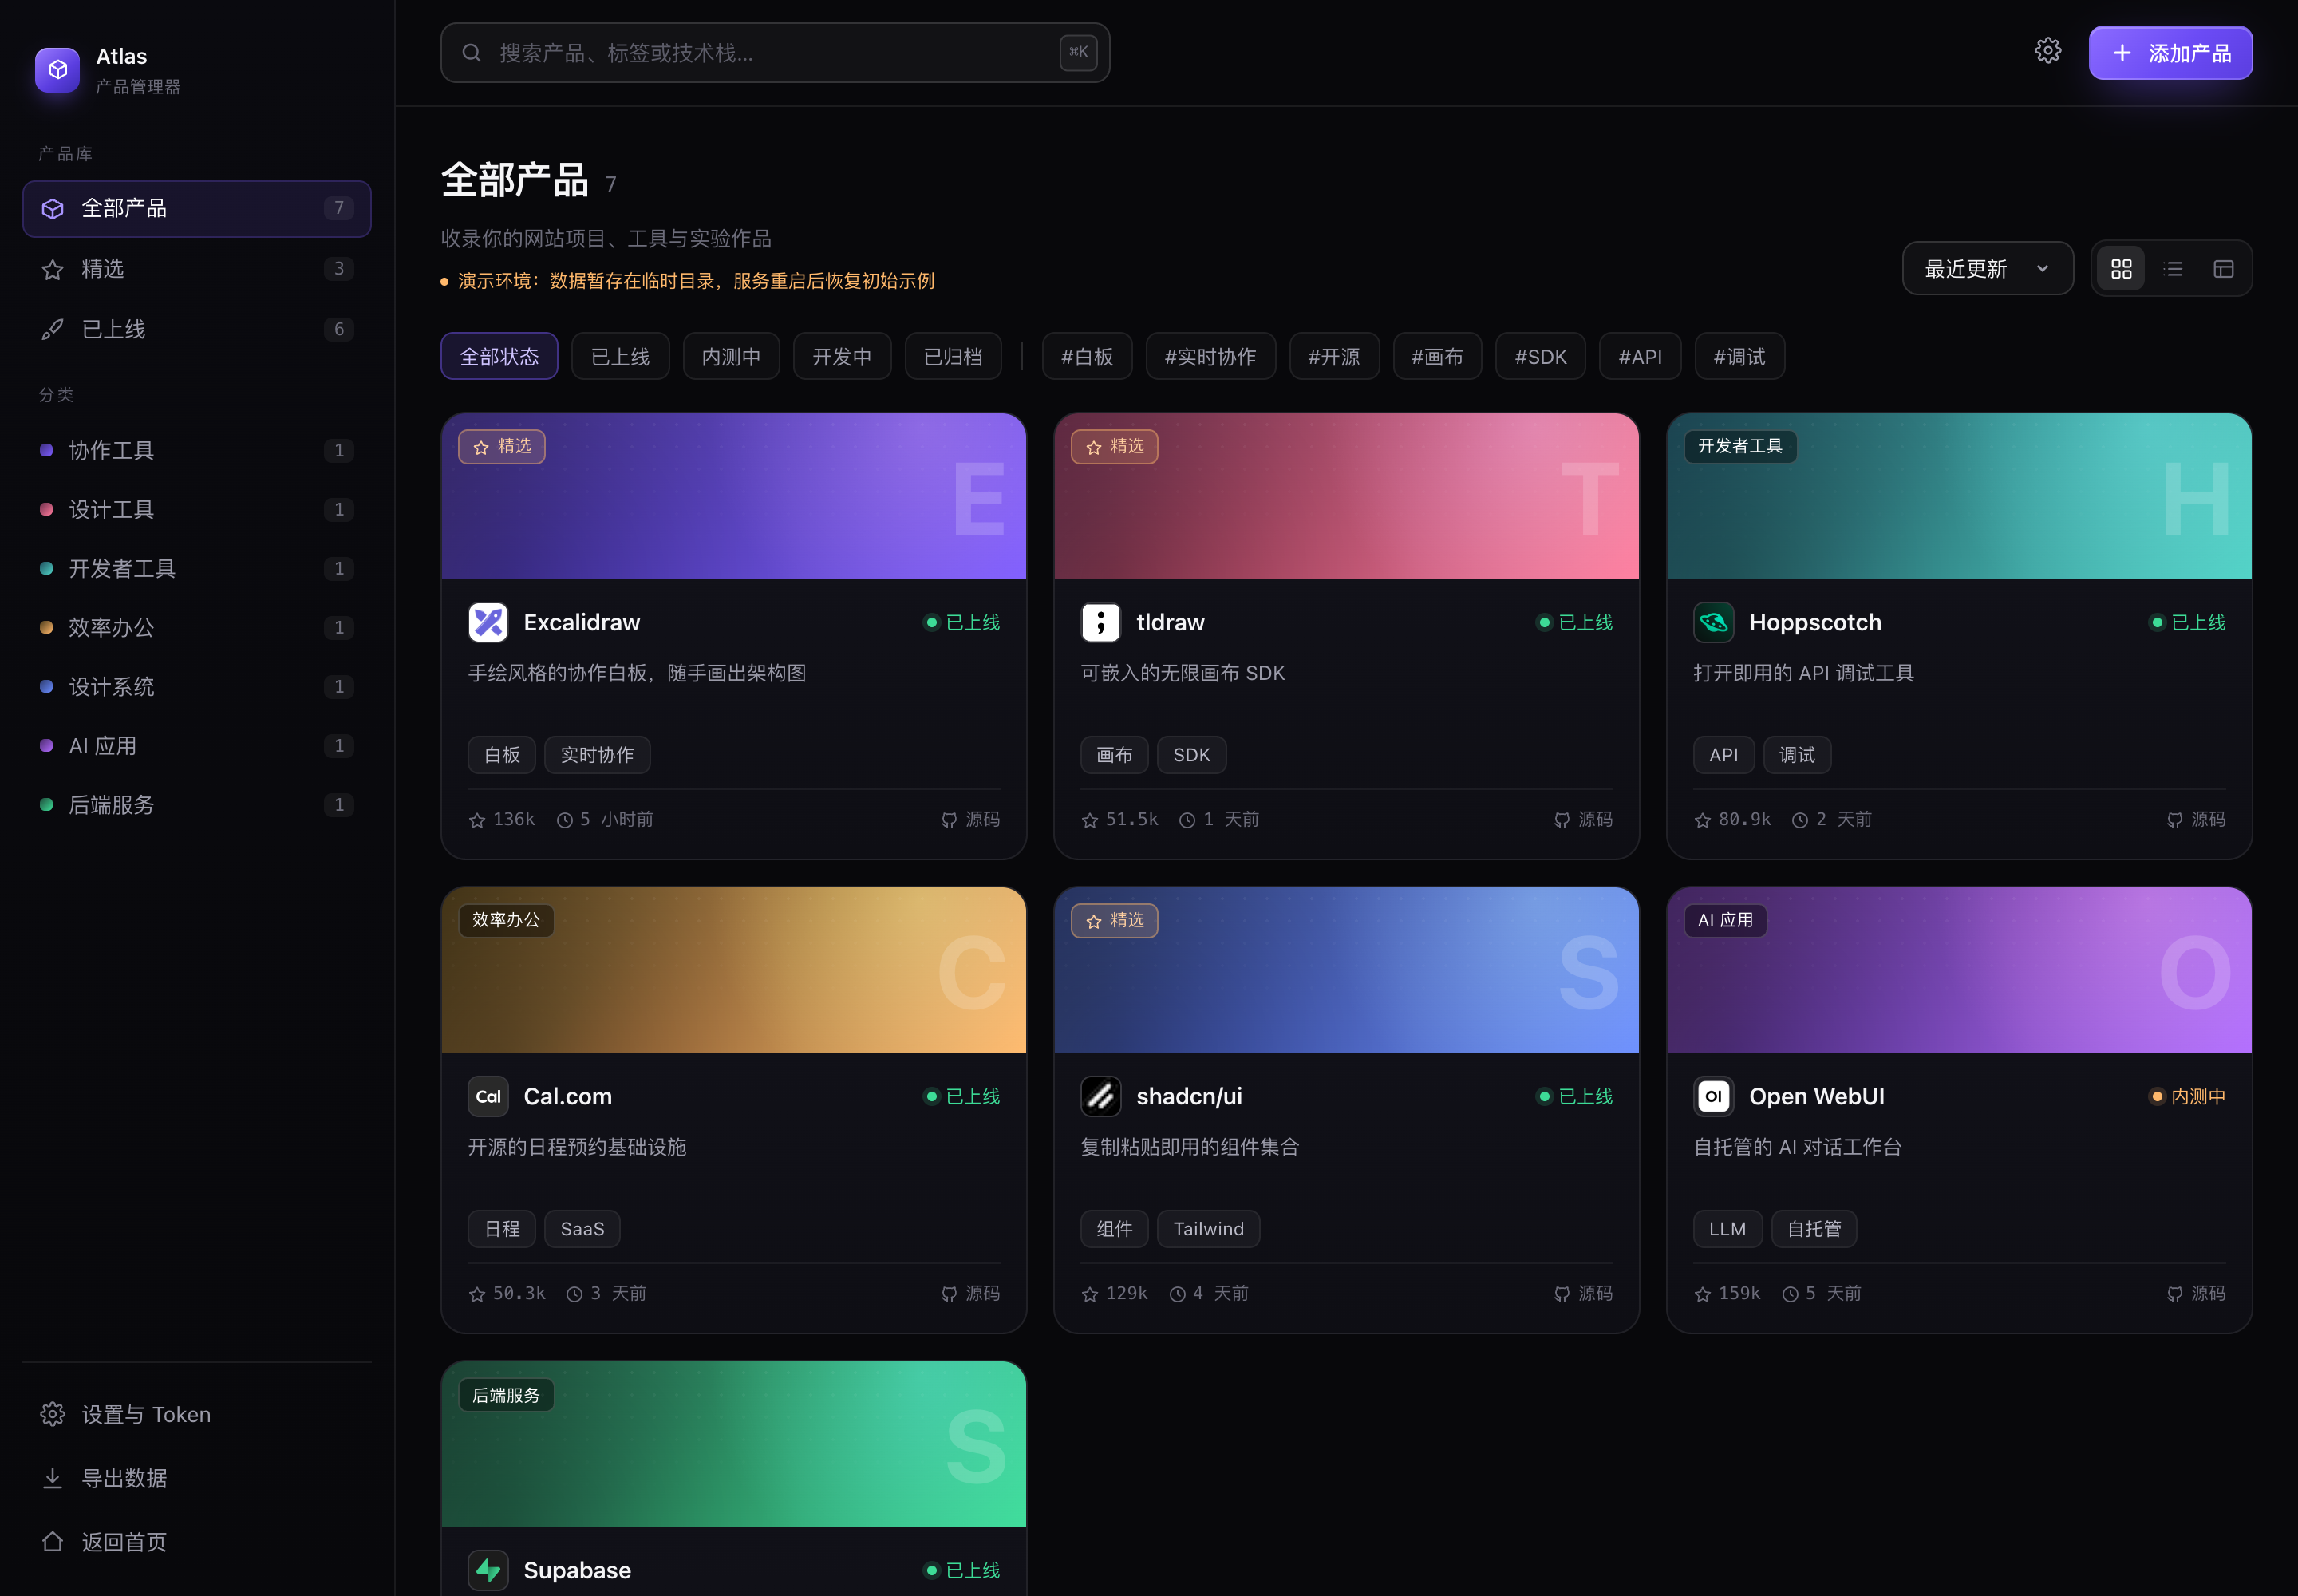 Atlas
产品管理器
产品库
全部产品 7
精选 3
已上线 6
分类
协作工具 1
设计工具 1
开发者工具 1
效率办公 1
设计系统 1
AI 应用 1
后端服务 1
设置与 Token
导出数据
返回首页
搜索产品、标签或技术栈... ⌘K
添加产品
全部产品 7
收录你的网站项目、工具与实验作品
演示环境：数据暂存在临时目录，服务重启后恢复初始示例
最近更新
全部状态 已上线 内测中 开发中 已归档 #白板 #实时协作 #开源 #画布 #SDK #API #调试
精选
E
Excalidraw 已上线
手绘风格的协作白板，随手画出架构图
白板 实时协作
136k 5 小时前 源码
精选
T
tldraw 已上线
可嵌入的无限画布 SDK
画布 SDK
51.5k 1 天前 源码
开发者工具
H
Hoppscotch 已上线
打开即用的 API 调试工具
API 调试
80.9k 2 天前 源码
效率办公
C
Cal Cal.com 已上线
开源的日程预约基础设施
日程 SaaS
50.3k 3 天前 源码
精选
S
shadcn/ui 已上线
复制粘贴即用的组件集合
组件 Tailwind
129k 4 天前 源码
AI 应用
O
OI Open WebUI 内测中
自托管的 AI 对话工作台
LLM 自托管
159k 5 天前 源码
后端服务
S
Supabase 已上线